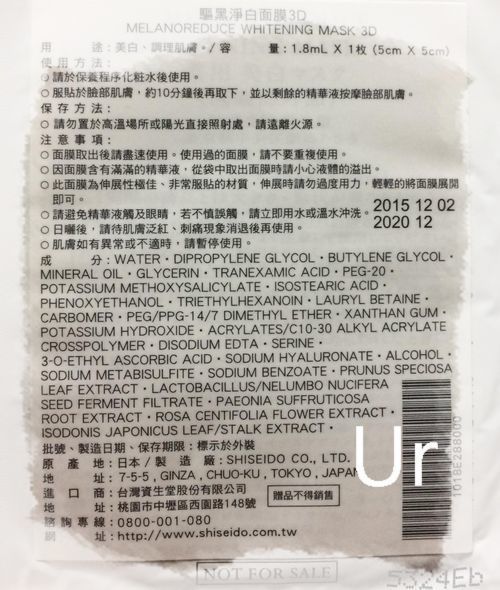 驅黑淨白面膜3D
MELANOREDUCE WHITENING MASK 3D
用 途:美白、調理肌膚。/容 量:1.8mL X 1枚 (5cm X 5cm)
使用方法:
○請於保養程序化粧水後使用。
○服貼於臉部肌膚,約10分鐘後再取下,並以剩餘的精華液按摩臉部肌膚。
保存方法:
○請勿置於高溫場所或陽光直接照射處,請遠離火源。
注意事項:
○面膜取出後請盡速使用。使用過的面膜,請不要重複使用。
○因面膜含有滿滿的精華液,從袋中取出面膜時請小心液體的溢出。
○此面膜為伸展性極佳、非常服貼的材質,伸展時請勿過度用力,輕輕的將面膜展開
即可。
2015 12 02
○請避免精華液觸及眼睛,若不慎誤觸,請立即用水或溫水沖洗。
2020 12
○日曬後,請待肌膚泛紅、刺痛現象消退後再使用。
○肌膚如有異常或不適時,請暫停使用。
成 分:WATER・DIPROPYLENE GLYCOL・BUTYLENE GLYCOL・
MINERAL OIL・GLYCERIN・TRANEXAMIC ACID・PEG-20・
POTASSIUM METHOXYSALICYLATE・ISOSTEARIC ACID・
PHENOXYETHANOL・TRIETHYLHEXANOIN・LAURYL BETAINE・
CARBOMER・PEG/PPG-14/7 DIMETHYL ETHER・XANTHAN GUM・
POTASSIUM HYDROXIDE・ACRYLATES/C10-30 ALKYL ACRYLATE
CROSSPOLYMER・DISODIUM EDTA・SERINE・
3-O-ETHYL ASCORBIC ACID・SODIUM HYALURONATE・ALCOHOL・
SODIUM METABISULFITE・SODIUM BENZOATE・PRUNUS SPECIOSA
LEAF EXTRACT・LACTOBACILLUS/NELUMBO NUCIFERA
SEED FERMENT FILTRATE・PAEONIA SUFFRUTICOSA
ROOT EXTRACT・ROSA CENTIFOLIA FLOWER EXTRACT・
ISODONIS JAPONICUS LEAF/STALK EXTRACT・
批號、製造日期、保存期限:標示於外裝
原產地:日本/製造廠:SHISEIDO CO., LTD.
地 址:7-5-5, GINZA, CHUO-KU, TOKYO, JAPAN
進口商:台灣資生堂股份有限公司
贈品不得銷售
地 址:桃園市中壢區西園路148號
諮詢專線:0800-001-080
網 址:http://www.shiseido.com.tw
Ur
1018E288000
NOT FOR SALE
5324Eb